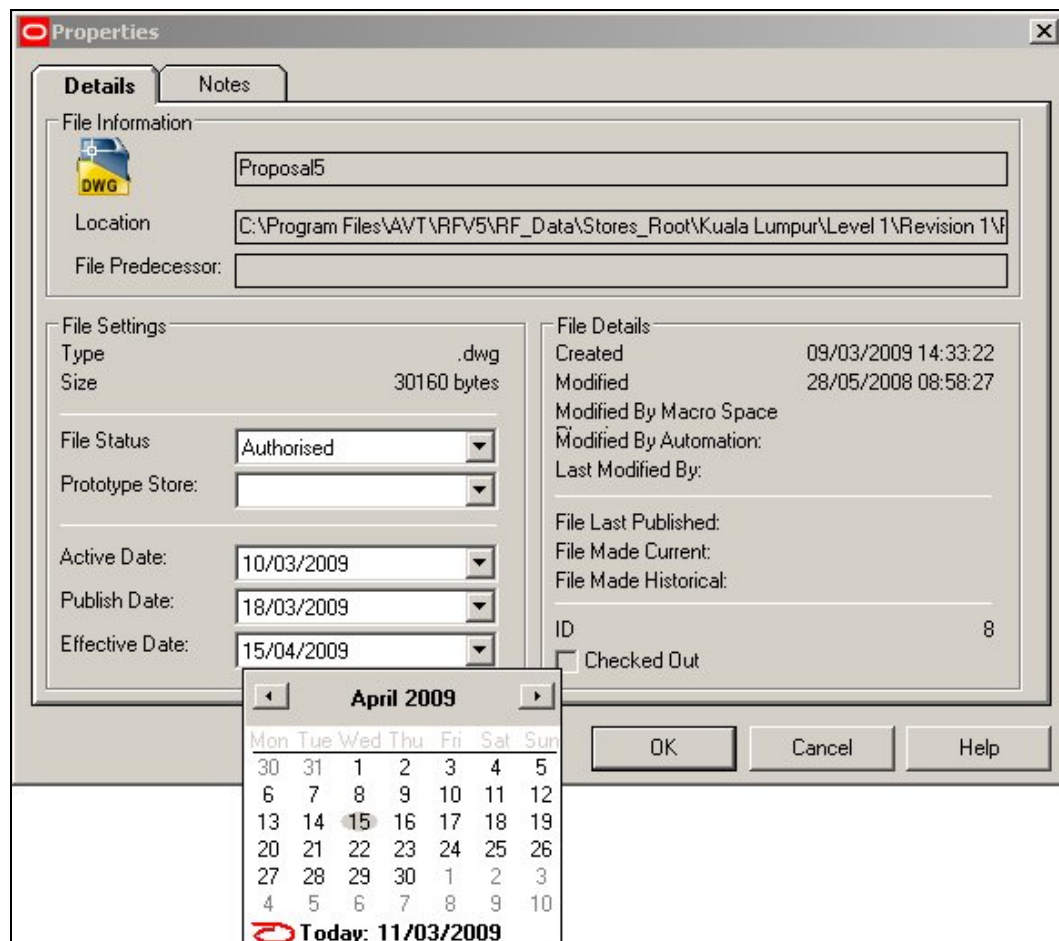 Properties
Details Notes
File Information
DWG
Proposal5
Location C:\Program Files\AVT\RFV5\RF_Data\Stores_Root\Kuala Lumpur\Level 1\Revision 1\
File Predecessor:
File Settings
Type .dwg
Size 30160 bytes
File Status Authorised
Prototype Store:
Active Date: 10/03/2009
Publish Date: 18/03/2009
Effective Date: 15/04/2009
File Details
Created 09/03/2009 14:33:22
Modified 28/05/2008 08:58:27
Modified By Macro Space
Modified By Automation:
Last Modified By:
File Last Published:
File Made Current:
File Made Historical:
ID 8
Checked Out
April 2009
Mon Tue Wed Thu Fri Sat Sun
30 31 1 2 3 4 5
6 7 8 9 10 11 12
13 14 15 16 17 18 19
20 21 22 23 24 25 26
27 28 29 30 1 2 3
4 5 6 7 8 9 10
Today: 11/03/2009
OK Cancel Help